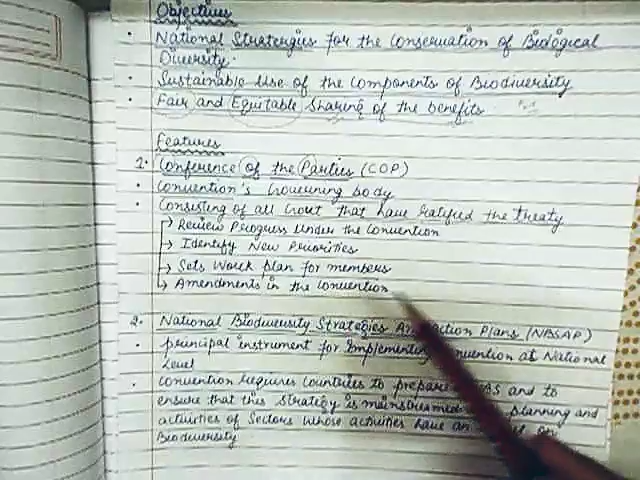 Objectives
• National Stratergies for the Conservation of Biological
Diversity.
• Sustainable Use of the Components of Biodiversity
• Fair and Equitable Sharing of the benefits
Features
1. Conference of the Parties (COP)
• Convention's Governing body
• Consisting of all Govt that have ratified the treaty
→ Review Progress Under the Convention
→ Identify New Priorities
→ Sets Work plan for members
→ Amendments in the Convention
2. National Biodiversity Strategies Action Plans (NBSAP)
• principal instrument for Implementing Convention at National
Level
• Convention Requires Countries to prepare and to
ensure that this Strategy is mainstreamed planning and
activities of Sectors whose activities have an on
Biodiversity